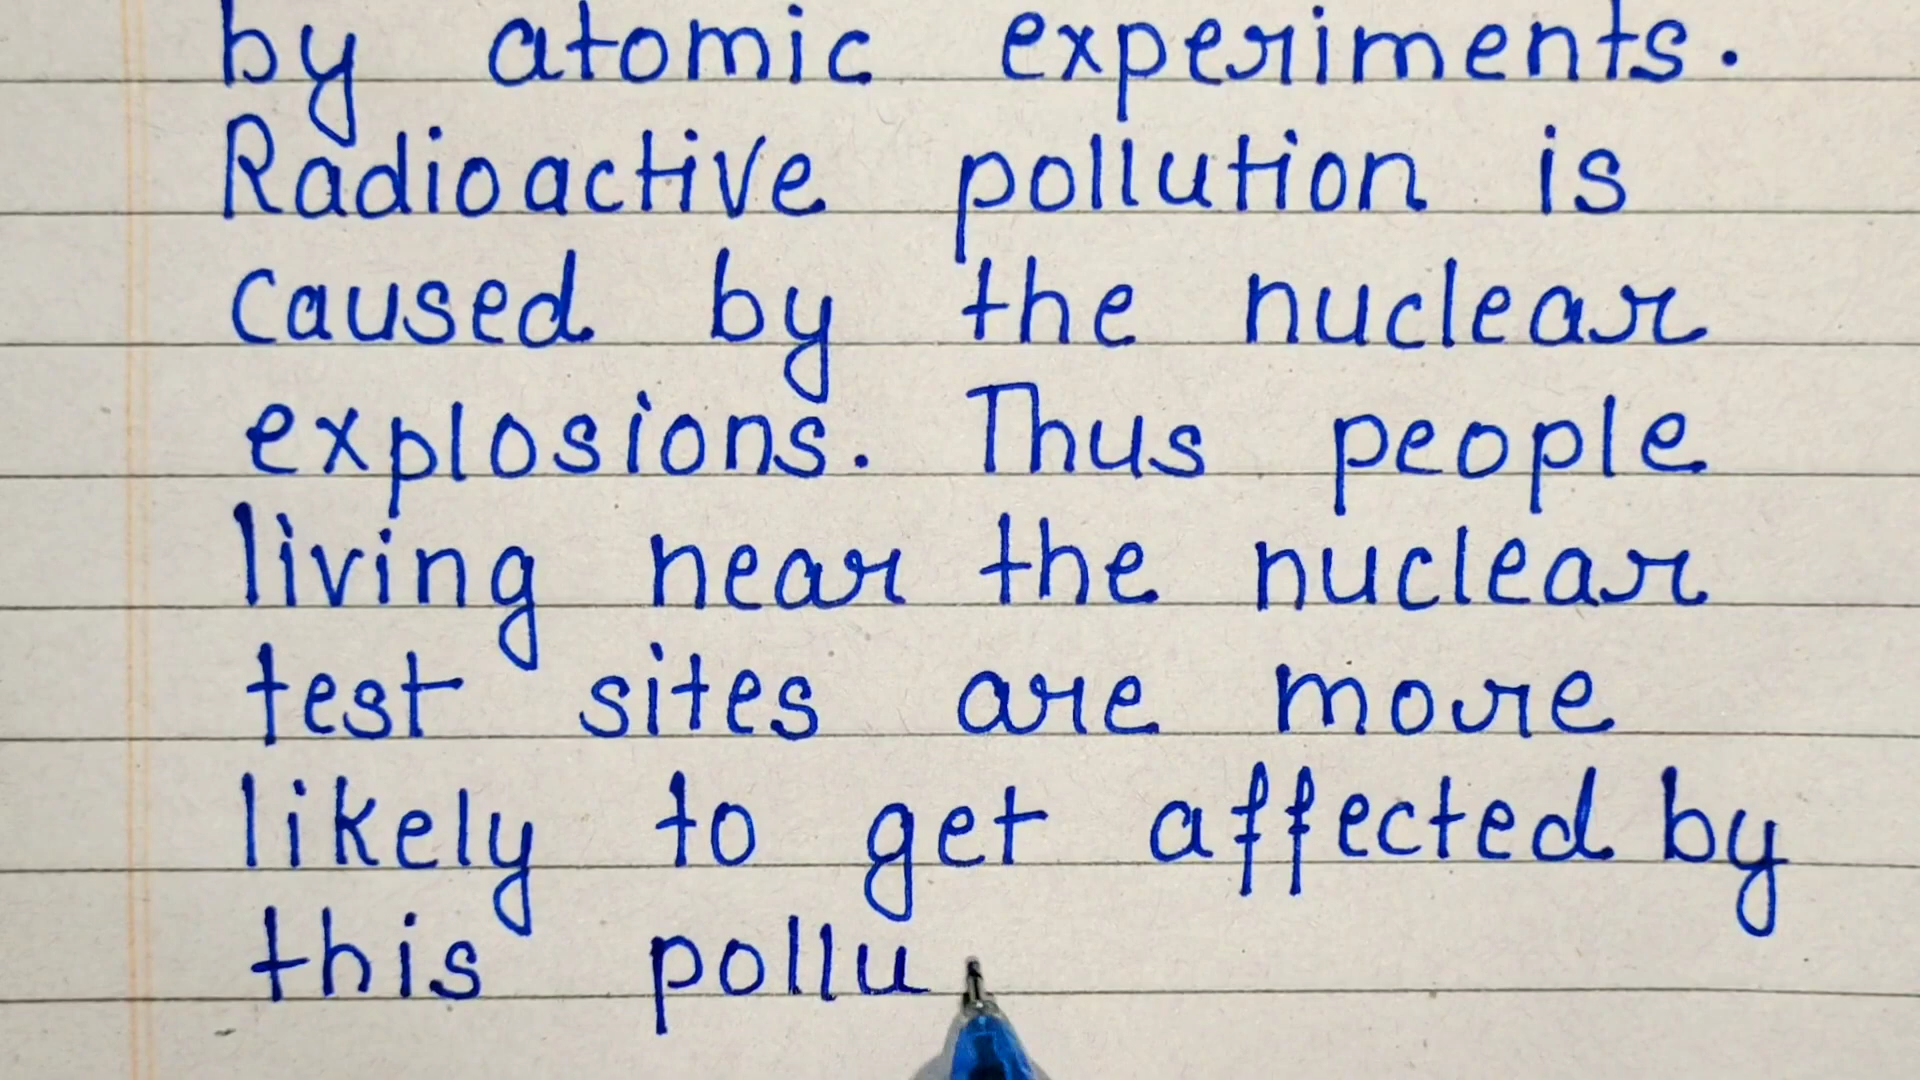 by atomic experiments.
Radioactive pollution is
caused by the nuclear
explosions. Thus people
living near the nuclear
test sites are more
likely to get affected by
this pollu